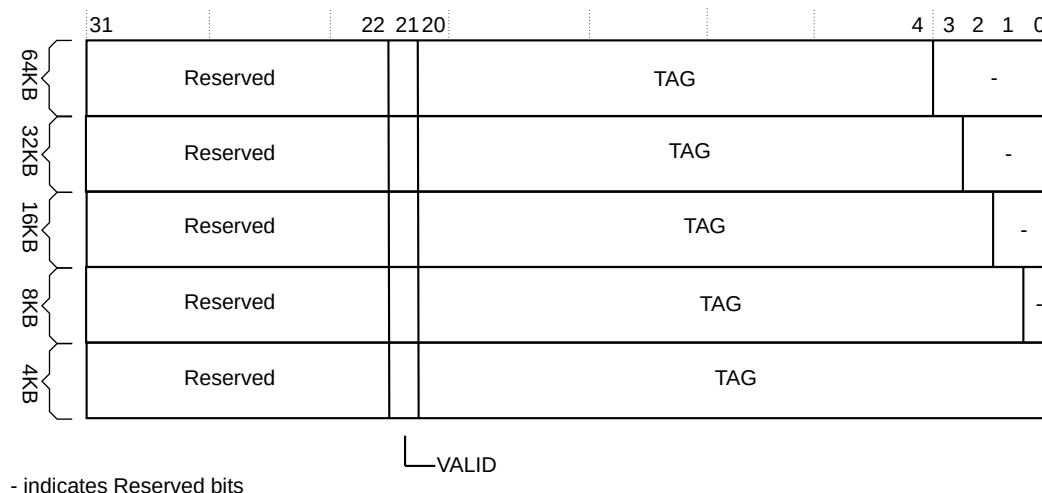 31 22 21 20 4 3 2 1 0
64KB Reserved TAG -
32KB Reserved TAG -
16KB Reserved TAG -
8KB Reserved TAG -
4KB Reserved TAG
VALID
- indicates Reserved bits